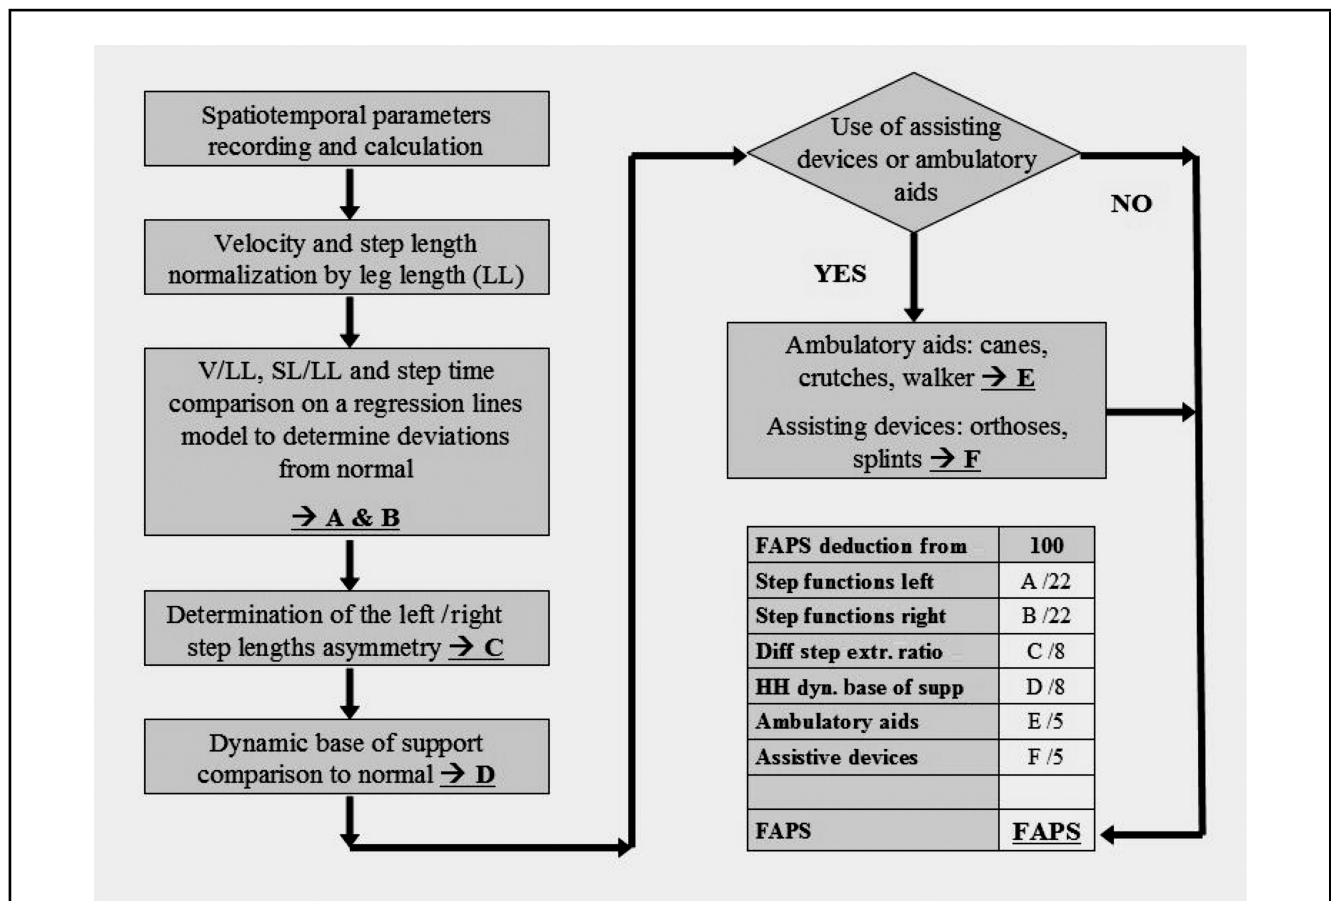 Spatiotemporal parameters
recording and calculation
Velocity and step length
normalization by leg length (LL)
V/LL, SL/LL and step time
comparison on a regression lines
model to determine deviations
from normal
→ A & B
Determination of the left /right
step lengths asymmetry → C
Dynamic base of support
comparison to normal → D
Use of assisting
devices or ambulatory
aids
NO
YES
Ambulatory aids: canes,
crutches, walker → E
Assisting devices: orthoses,
splints → F
FAPS deduction from 100
Step functions left A /22
Step functions right B /22
Diff step extr. ratio C /8
HH dyn. base of supp D /8
Ambulatory aids E /5
Assistive devices F /5
FAPS FAPS